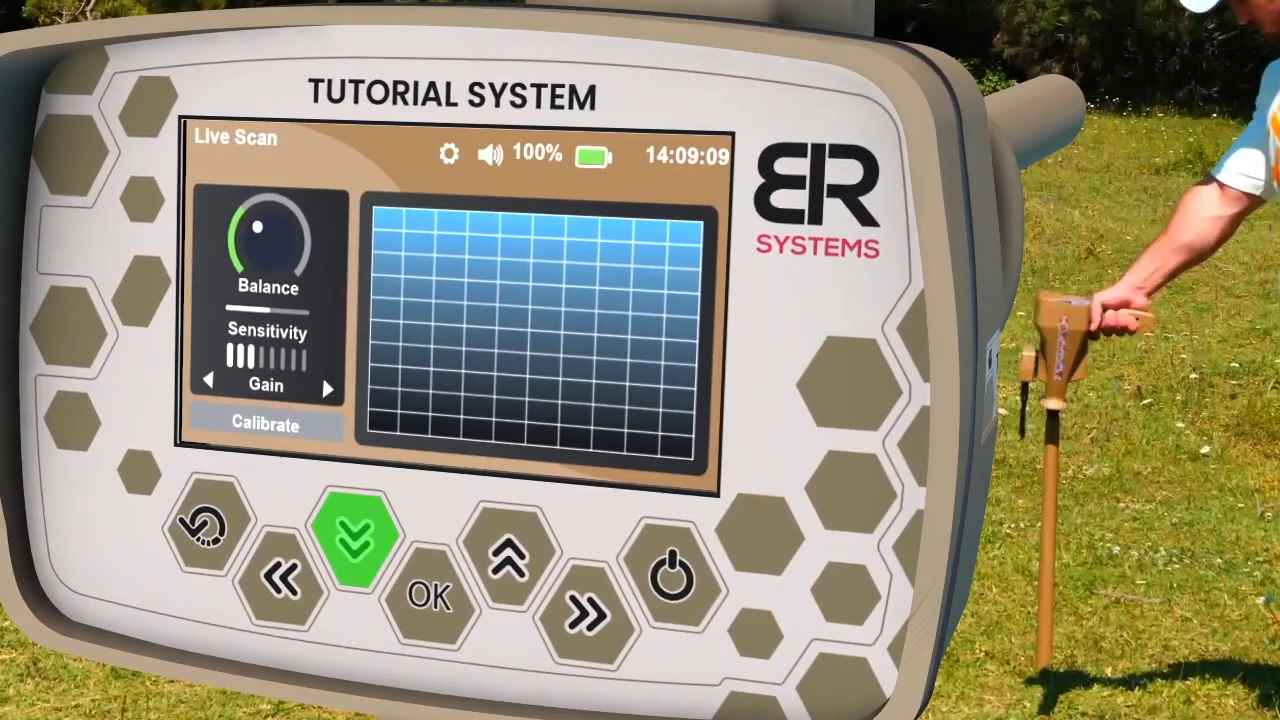 TUTORIAL SYSTEM
Live Scan
100%
14:09:09
Balance
Sensitivity
Gain
Calibrate
ER
SYSTEMS
OK